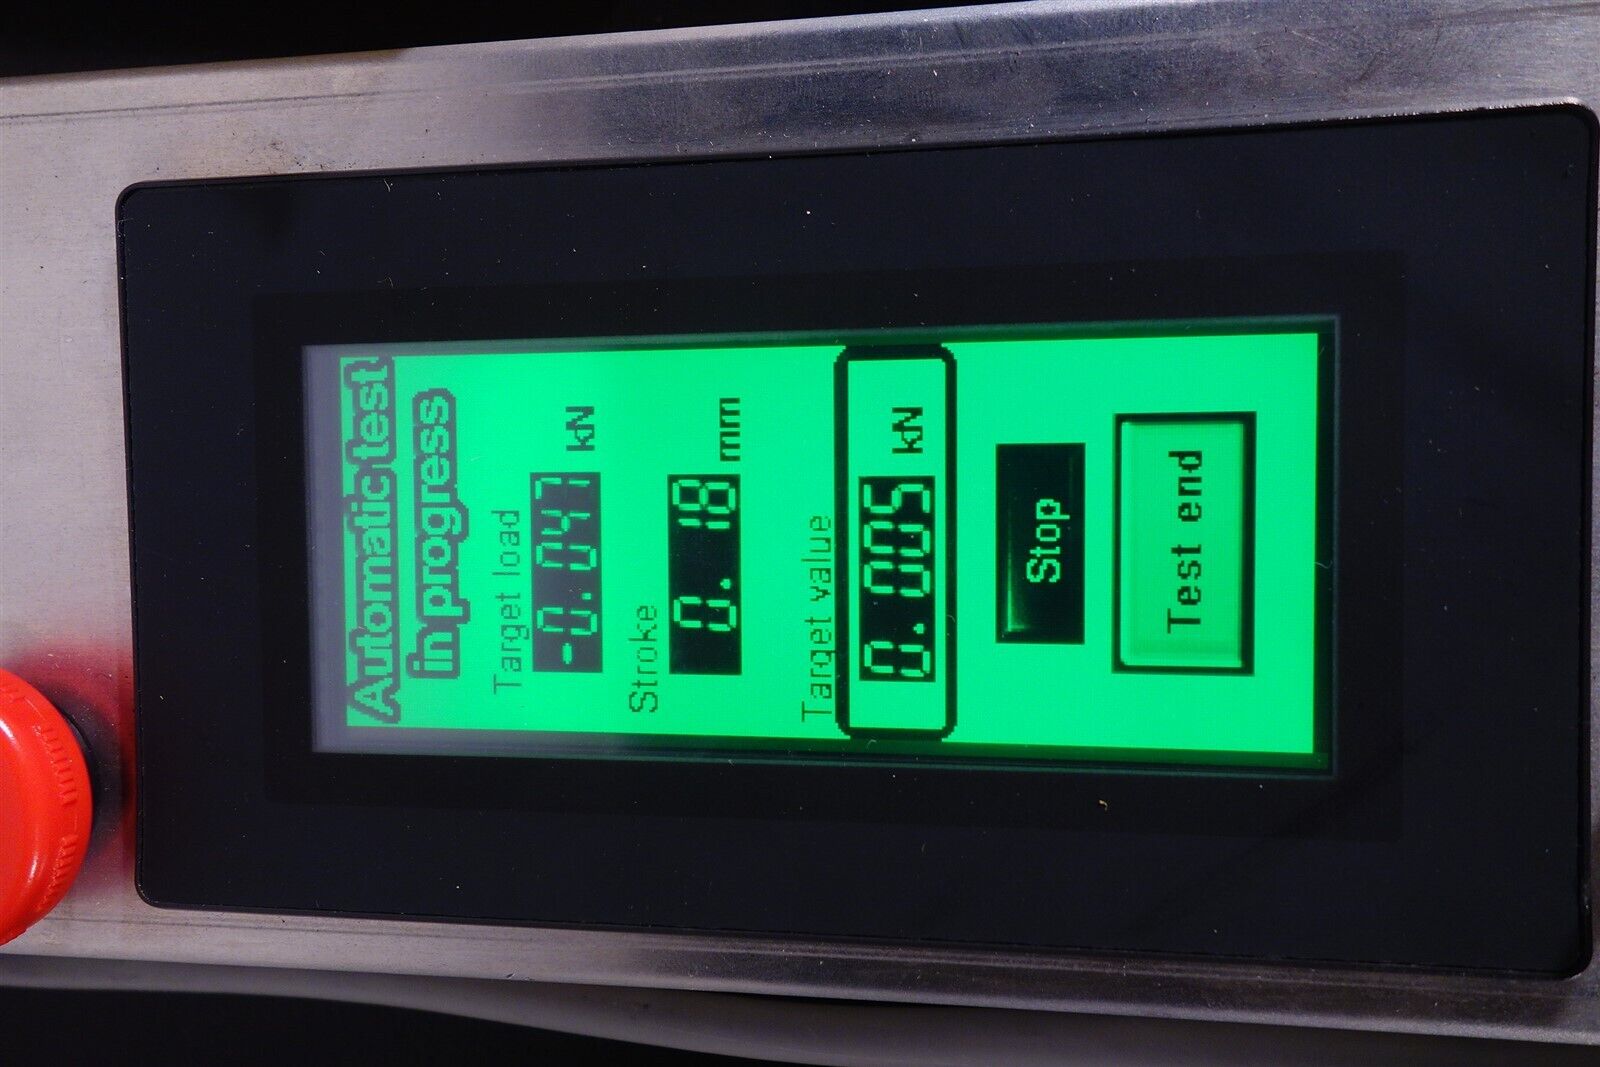 Automatic test
in progress
Target load
-0.047 kN
Stroke
0.18 mm
Target value
0.005 kN
Stop
Test end